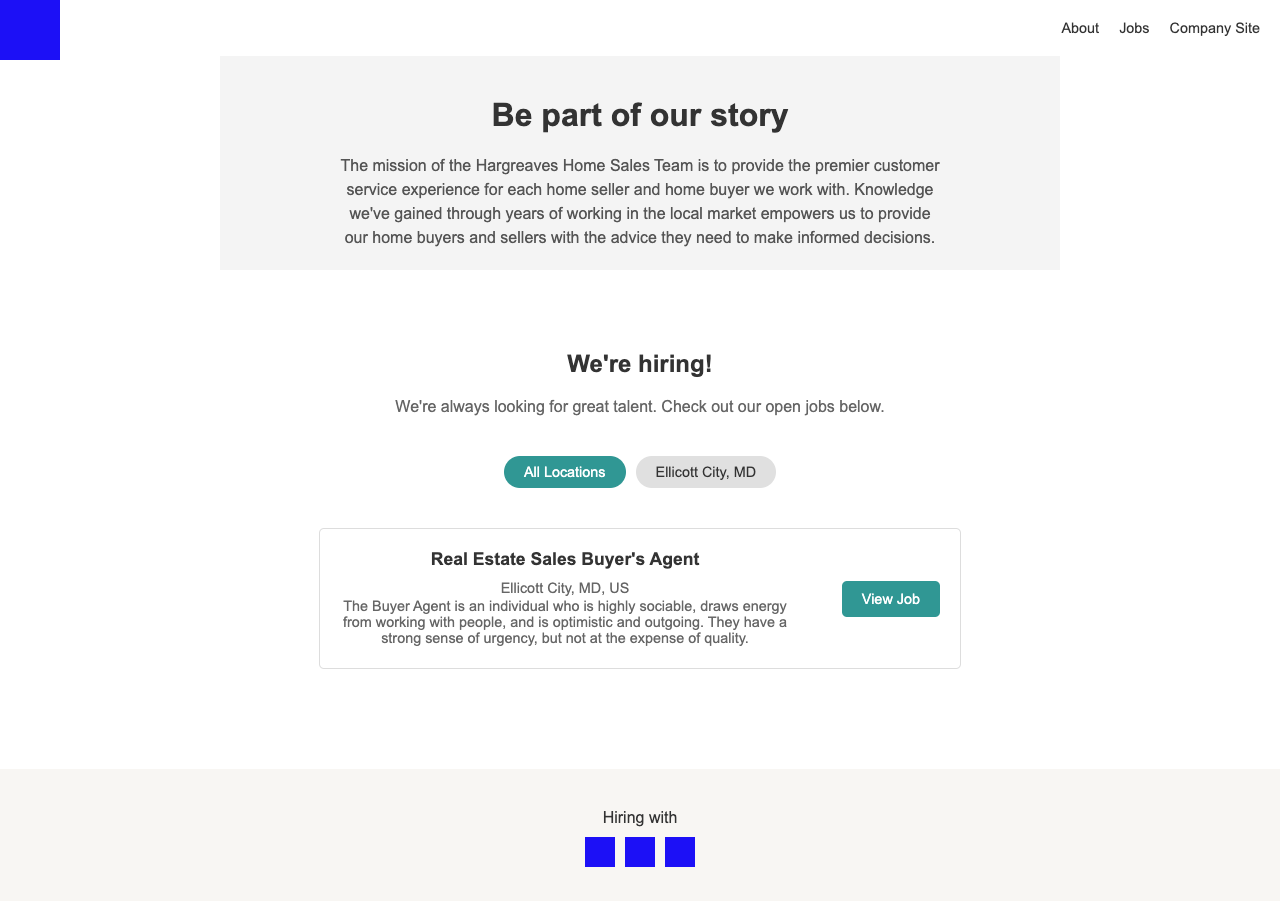 About Jobs Company Site
Be part of our story
The mission of the Hargreaves Home Sales Team is to provide the premier customer
service experience for each home seller and home buyer we work with. Knowledge
we've gained through years of working in the local market empowers us to provide
our home buyers and sellers with the advice they need to make informed decisions.
We're hiring!
We're always looking for great talent. Check out our open jobs below.
All Locations Ellicott City, MD
Real Estate Sales Buyer's Agent
Ellicott City, MD, US
The Buyer Agent is an individual who is highly sociable, draws energy
from working with people, and is optimistic and outgoing. They have a
strong sense of urgency, but not at the expense of quality.
View Job
Hiring with